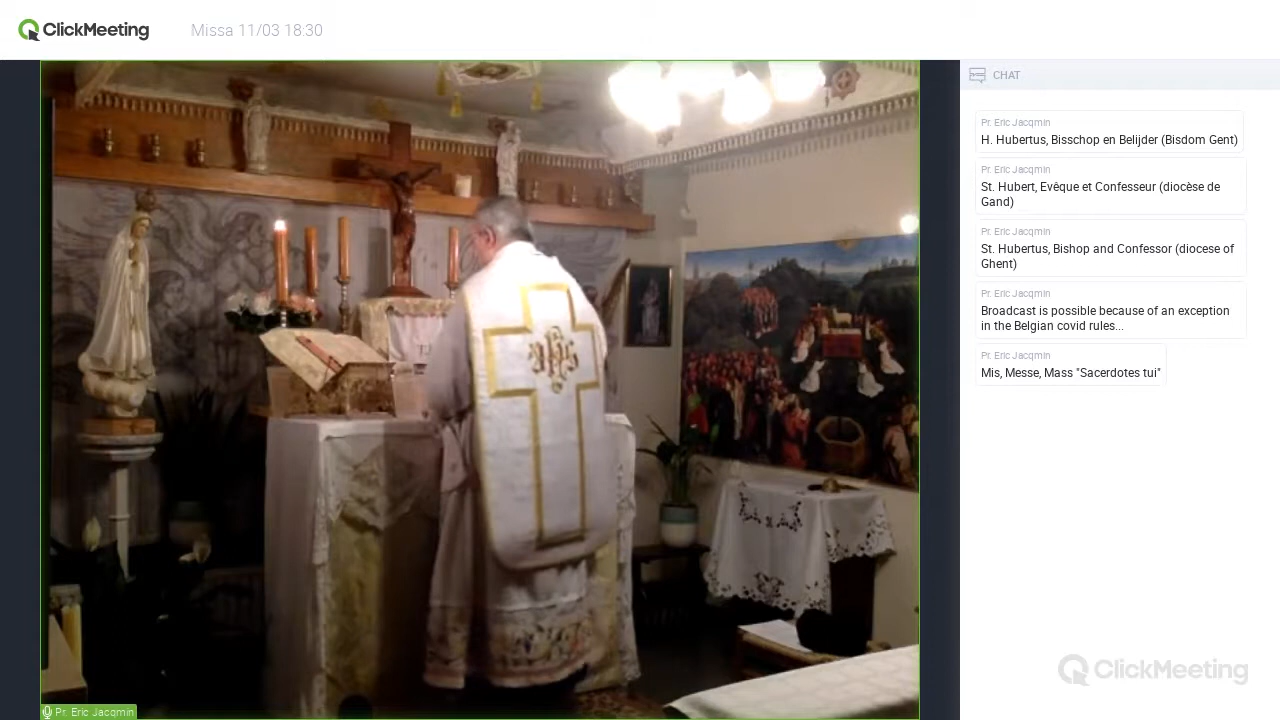 ClickMeeting
Missa 11/03 18:30
CHAT
Pr. Eric Jacqmin
H. Hubertus, Bisschop en Belijder (Bisdom Gent)
Pr. Eric Jacqmin
St. Hubert, Evêque et Confesseur (diocèse de
Gand)
Pr. Eric Jacqmin
St. Hubertus, Bishop and Confessor (diocese of
Ghent)
Pr. Eric Jacqmin
Broadcast is possible because of an exception
in the Belgian covid rules...
Pr. Eric Jacqmin
Mis, Messe, Mass "Sacerdotes tui"
IHS
Pr. Eric Jacqmin
ClickMeeting